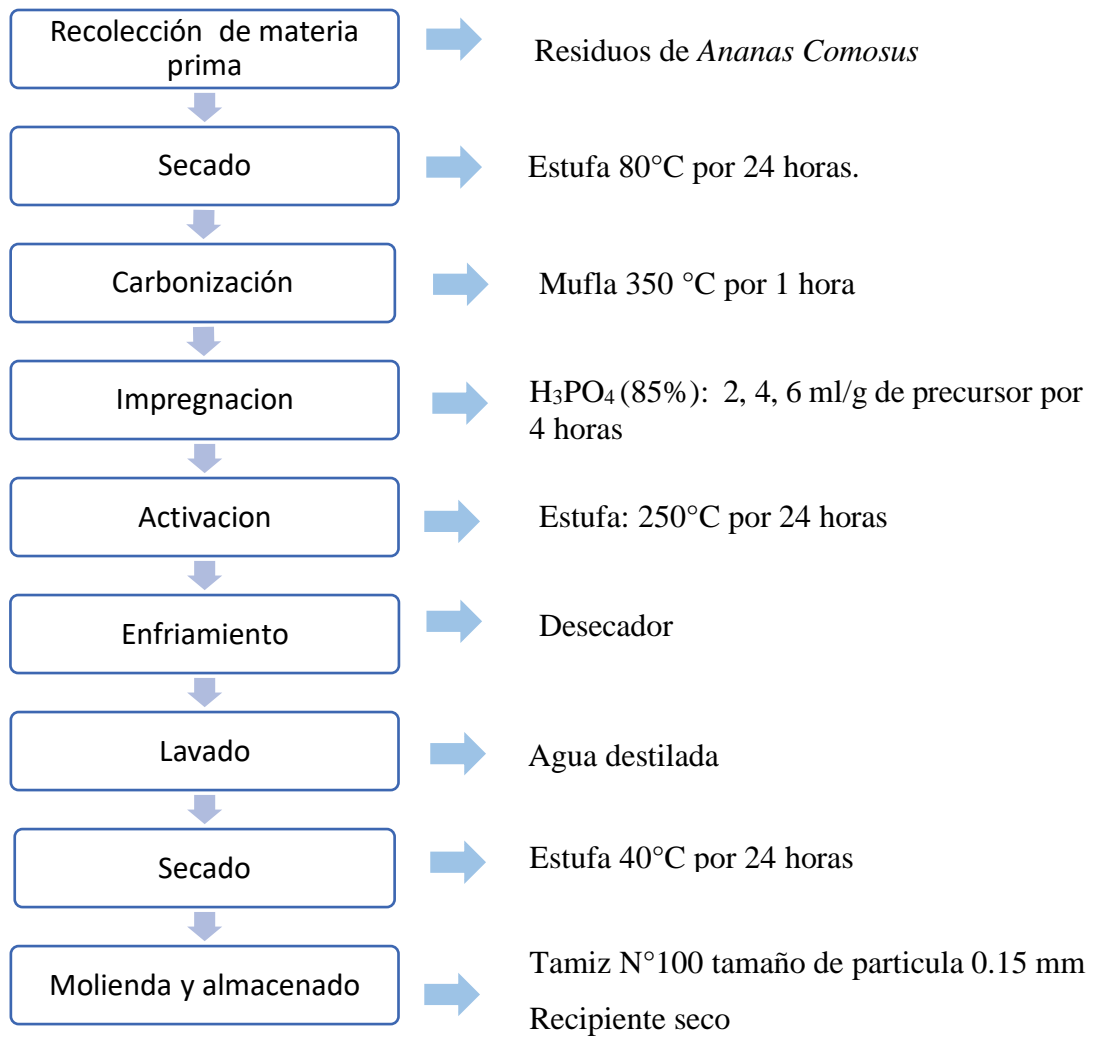 Recolección de materia
prima
Residuos de Ananas Comosus
Secado
Estufa 80°C por 24 horas.
Carbonización
Mufla 350 °C por 1 hora
Impregnacion
H₃PO₄ (85%): 2, 4, 6 ml/g de precursor por
4 horas
Activacion
Estufa: 250°C por 24 horas
Enfriamiento
Desecador
Lavado
Agua destilada
Secado
Estufa 40°C por 24 horas
Molienda y almacenado
Tamiz N°100 tamaño de particula 0.15 mm
Recipiente seco